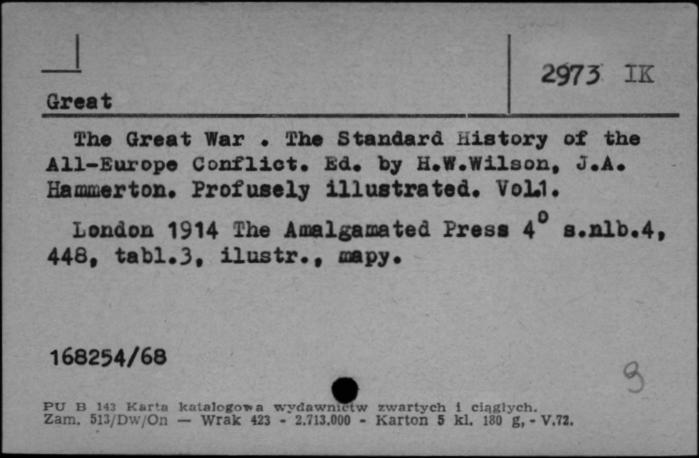 2973 IK
Great
The Great War . The Standard History of the
All-Europe Conflict. Ed. by H.W.Wilson, J.A.
Hammerton. Profusely illustrated. Vol.1.
London 1914 The Amalgamated Press 4° s.nlb.4,
448, tabl.3, ilustr., mapy.
168254/68
PU B 143 Karta katalogowa wydawnictw zwartych i ciągłych.
Zam. 513/Dw/On — Wrak 423 - 2.713.000 - Karton 5 kl. 180 g, - V.72.